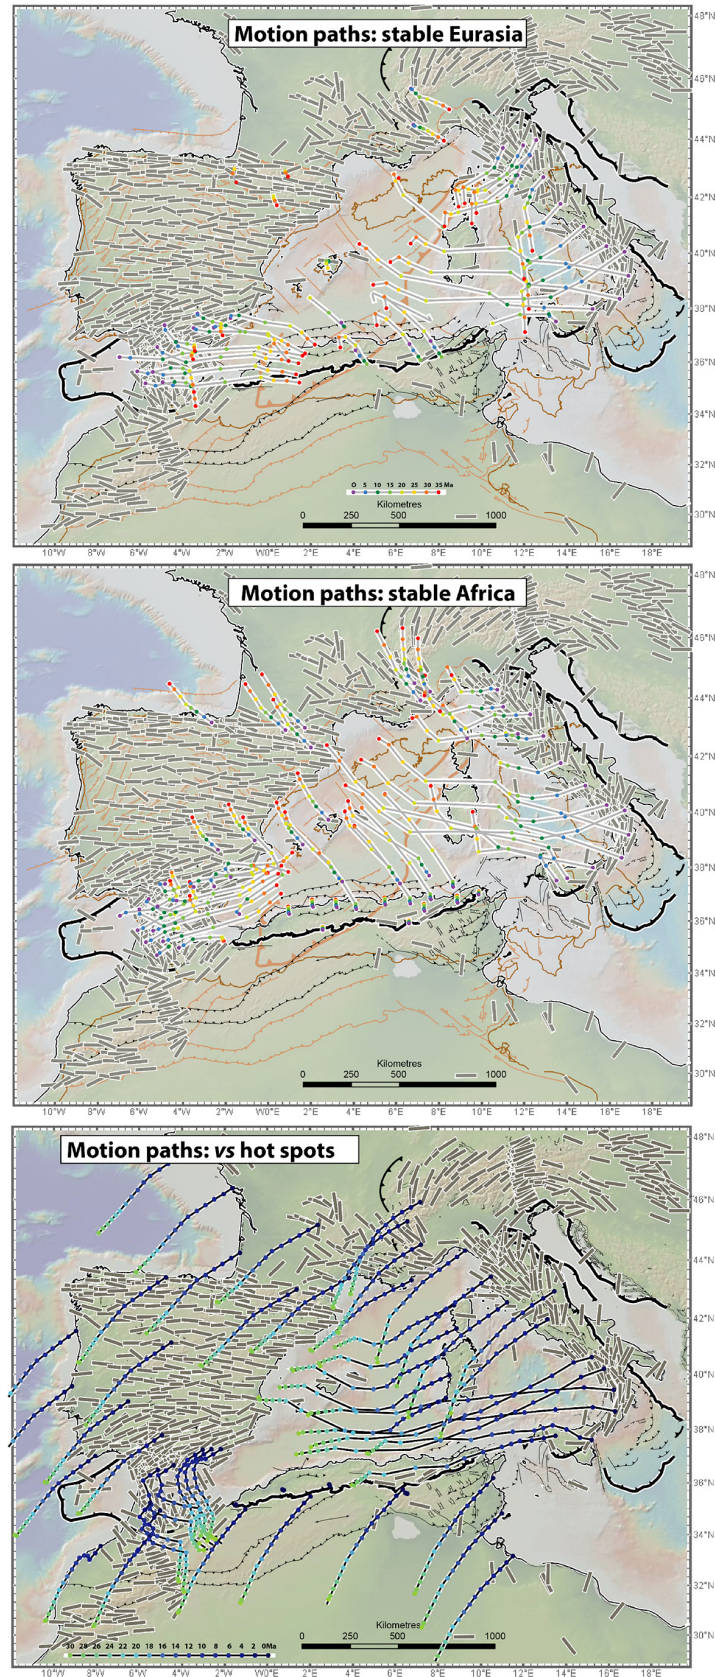 Motion paths: stable Eurasia
48°N
46°N
44°N
42°N
40°N
38°N
36°N
34°N
32°N
30°N
0 5 10 15 20 25 30 35 Ma
Kilometres
0 250 500 1000
10°W 8°W 6°W 4°W 2°W 0°E 2°E 4°E 6°E 8°E 10°E 12°E 14°E 16°E 18°E
Motion paths: stable Africa
48°N
46°N
44°N
42°N
40°N
38°N
36°N
34°N
32°N
30°N
Kilometres
0 250 500 1000
10°W 8°W 6°W 4°W 2°W 0°E 2°E 4°E 6°E 8°E 10°E 12°E 14°E 16°E 18°E
Motion paths: vs hot spots
48°N
46°N
44°N
42°N
40°N
38°N
36°N
34°N
32°N
30°N
30 28 26 24 22 20 18 16 14 12 10 8 6 4 2 0Ma
Kilometres
0 250 500 1000
10°W 8°W 6°W 4°W 2°W 0°E 2°E 4°E 6°E 8°E 10°E 12°E 14°E 16°E 18°E